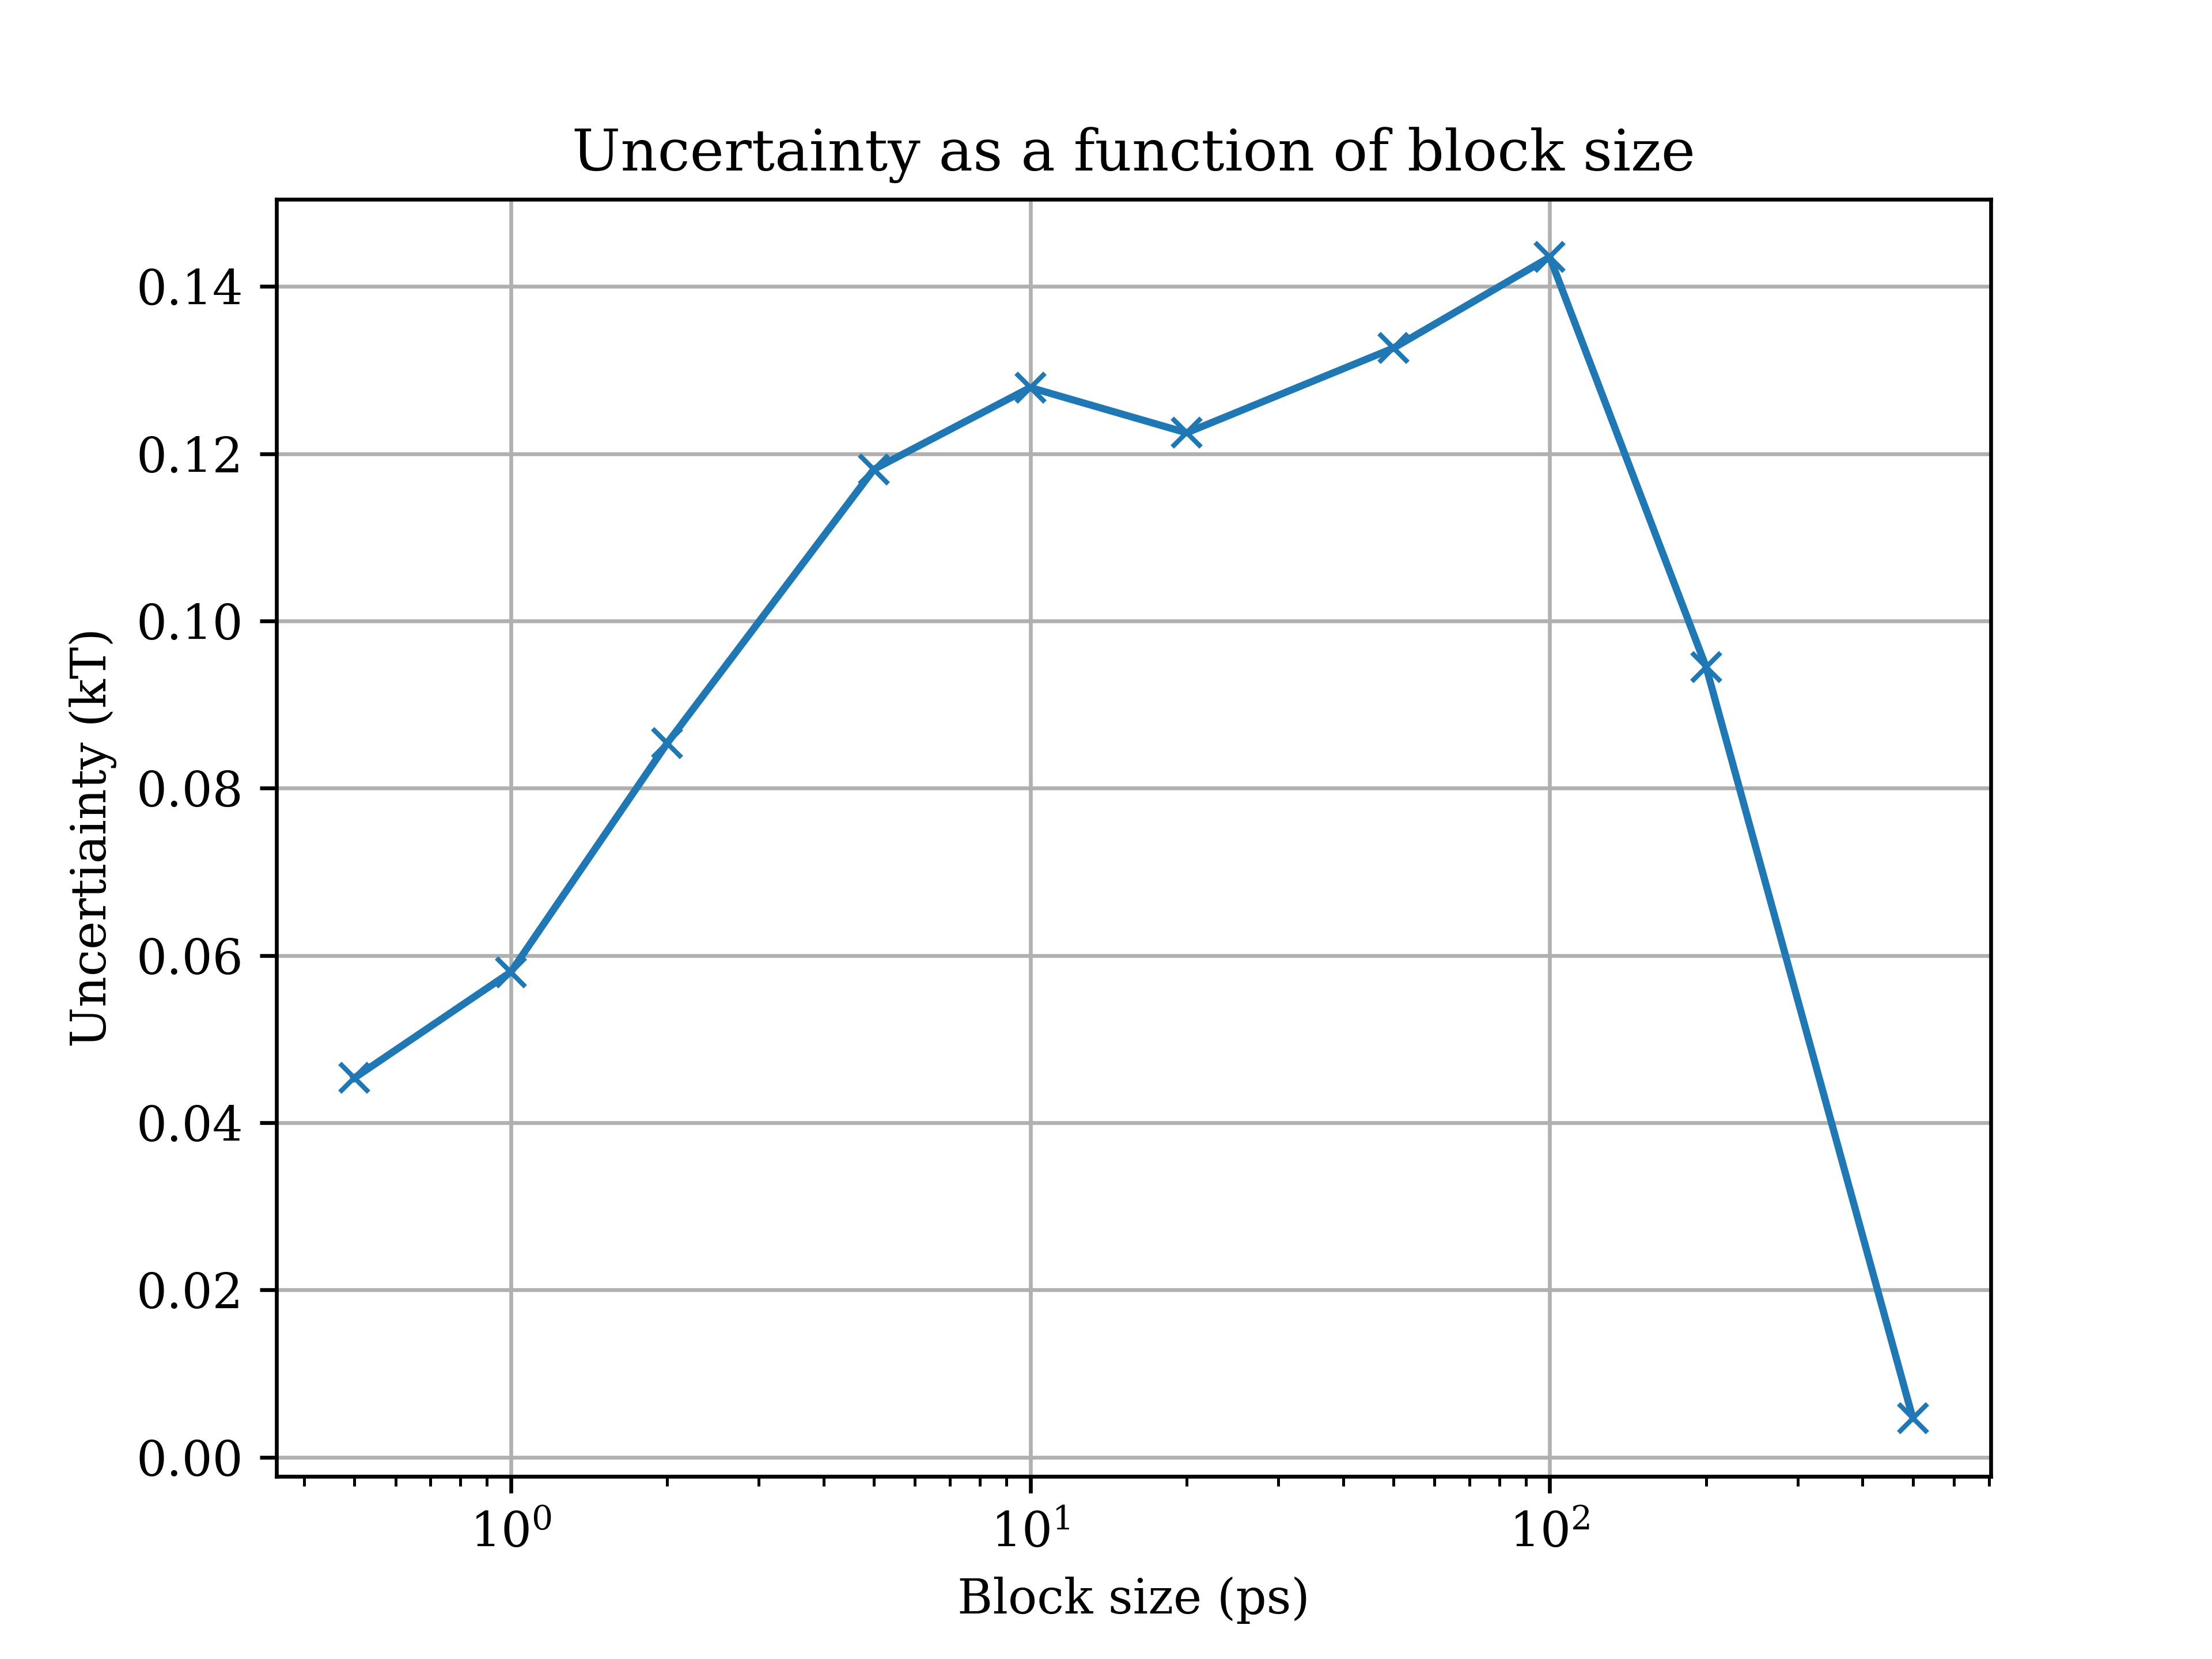 Uncertainty as a function of block size
Uncertiainty (kT)
0.14
0.12
0.10
0.08
0.06
0.04
0.02
0.00
10⁰ 10¹ 10²
Block size (ps)